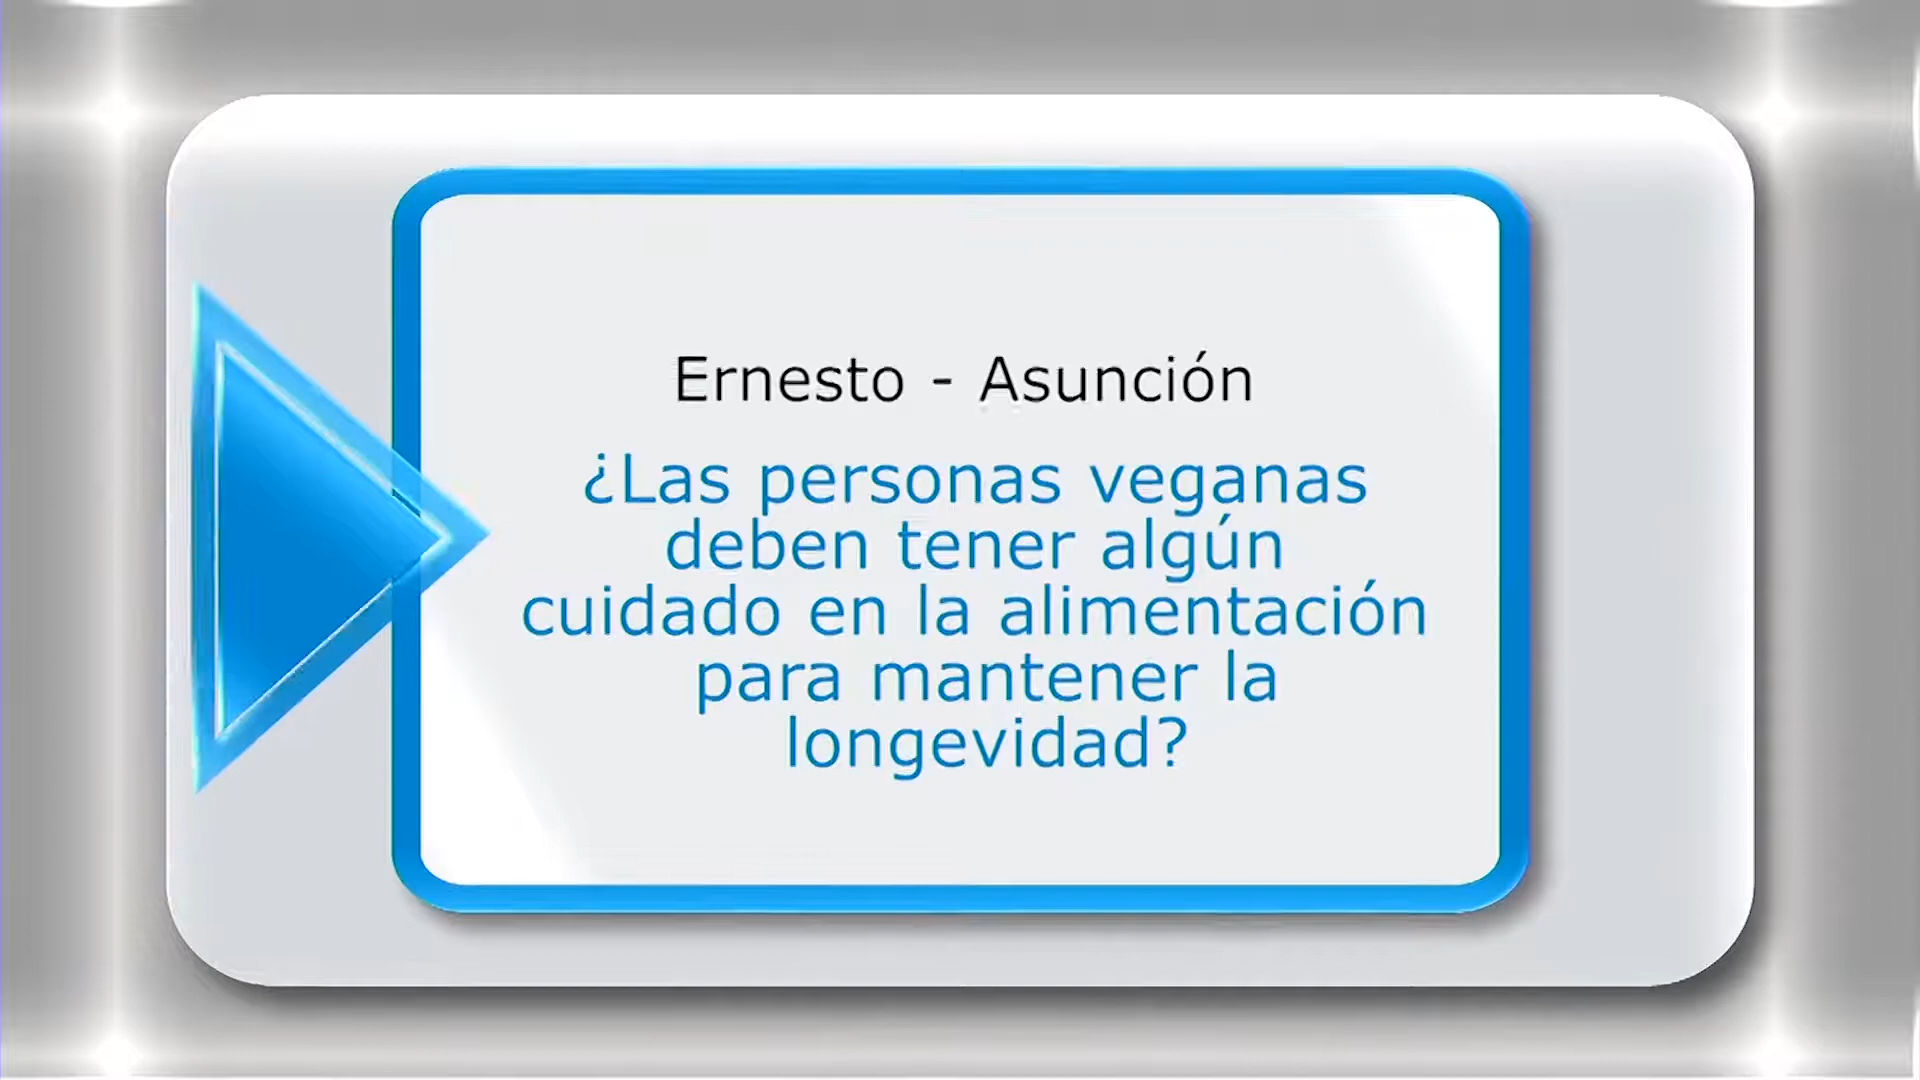 Ernesto - Asunción
¿Las personas veganas
deben tener algún
cuidado en la alimentación
para mantener la
longevidad?